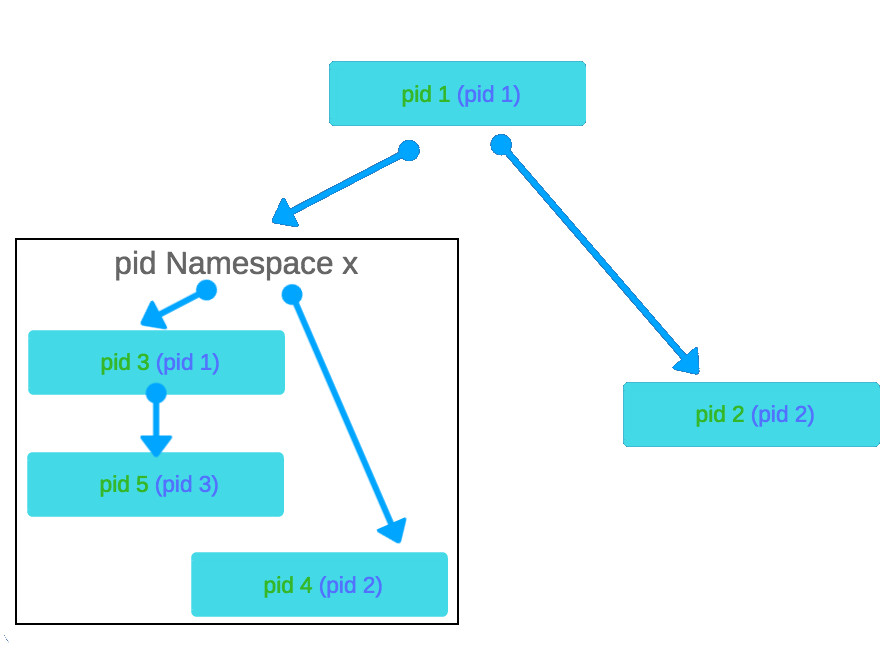 pid 1 (pid 1)
pid Namespace x
pid 3 (pid 1)
pid 2 (pid 2)
pid 5 (pid 3)
pid 4 (pid 2)